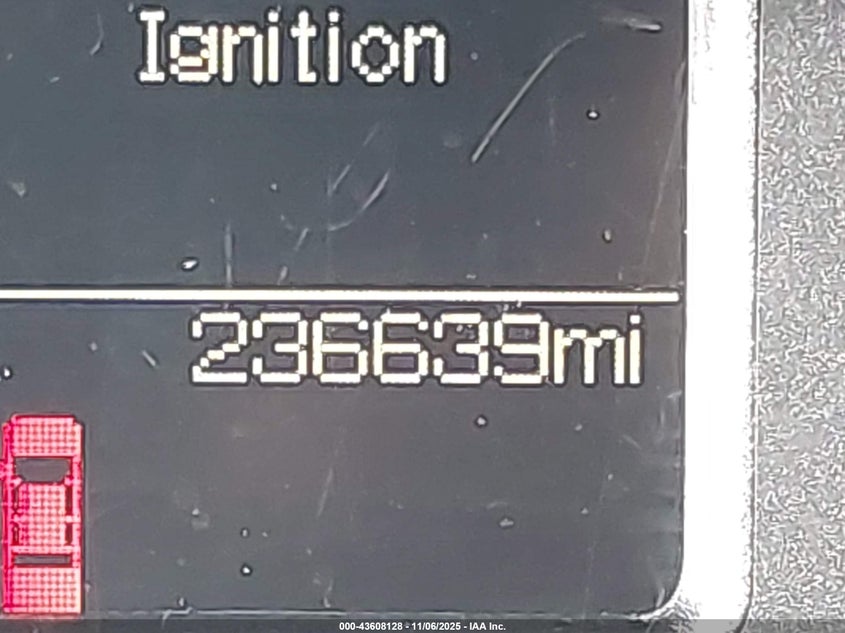 Ignition
236639mi
000-43608128 - 11/06/2025 - IAA Inc.